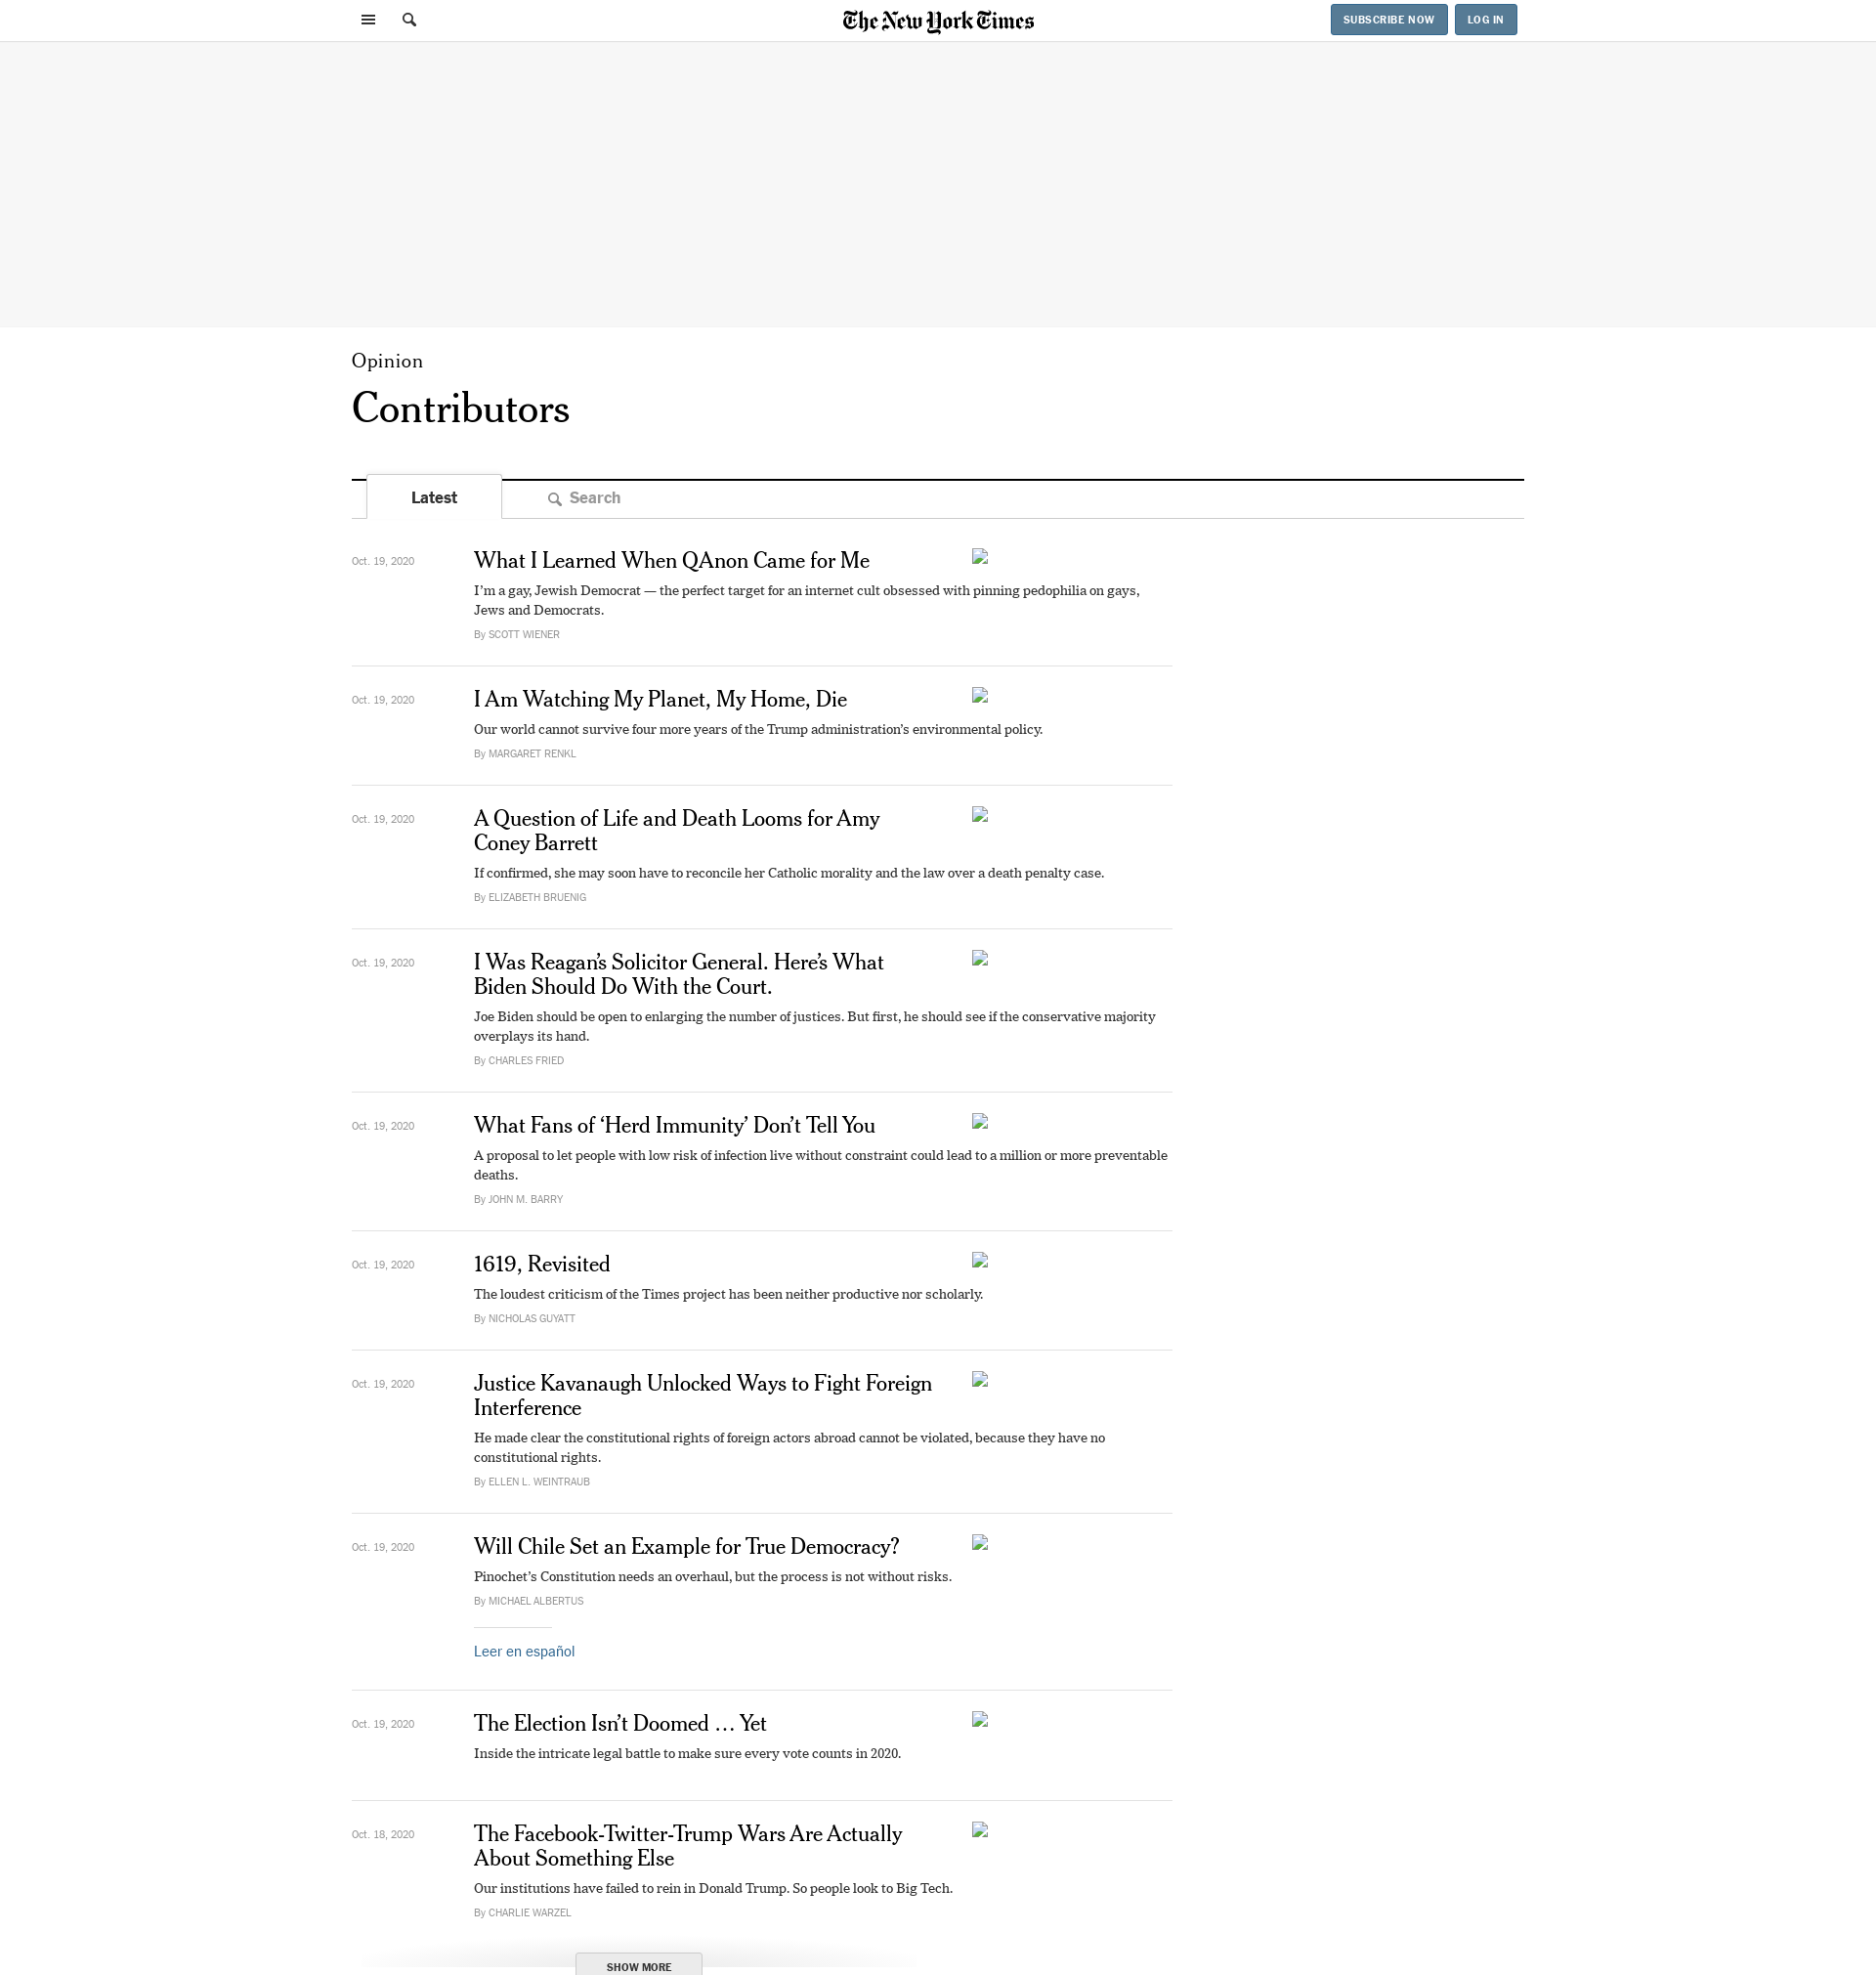 The New York Times
SUBSCRIBE NOW
LOG IN
Opinion
Contributors
Latest
Search
Oct. 19, 2020
What I Learned When QAnon Came for Me
I’m a gay, Jewish Democrat — the perfect target for an internet cult obsessed with pinning pedophilia on gays,
Jews and Democrats.
By SCOTT WIENER
Oct. 19, 2020
I Am Watching My Planet, My Home, Die
Our world cannot survive four more years of the Trump administration’s environmental policy.
By MARGARET RENKL
Oct. 19, 2020
A Question of Life and Death Looms for Amy
Coney Barrett
If confirmed, she may soon have to reconcile her Catholic morality and the law over a death penalty case.
By ELIZABETH BRUENIG
Oct. 19, 2020
I Was Reagan’s Solicitor General. Here’s What
Biden Should Do With the Court.
Joe Biden should be open to enlarging the number of justices. But first, he should see if the conservative majority
overplays its hand.
By CHARLES FRIED
Oct. 19, 2020
What Fans of ‘Herd Immunity’ Don’t Tell You
A proposal to let people with low risk of infection live without constraint could lead to a million or more preventable
deaths.
By JOHN M. BARRY
Oct. 19, 2020
1619, Revisited
The loudest criticism of the Times project has been neither productive nor scholarly.
By NICHOLAS GUYATT
Oct. 19, 2020
Justice Kavanaugh Unlocked Ways to Fight Foreign
Interference
He made clear the constitutional rights of foreign actors abroad cannot be violated, because they have no
constitutional rights.
By ELLEN L. WEINTRAUB
Oct. 19, 2020
Will Chile Set an Example for True Democracy?
Pinochet’s Constitution needs an overhaul, but the process is not without risks.
By MICHAEL ALBERTUS
Leer en español
Oct. 19, 2020
The Election Isn’t Doomed … Yet
Inside the intricate legal battle to make sure every vote counts in 2020.
Oct. 18, 2020
The Facebook-Twitter-Trump Wars Are Actually
About Something Else
Our institutions have failed to rein in Donald Trump. So people look to Big Tech.
By CHARLIE WARZEL
SHOW MORE